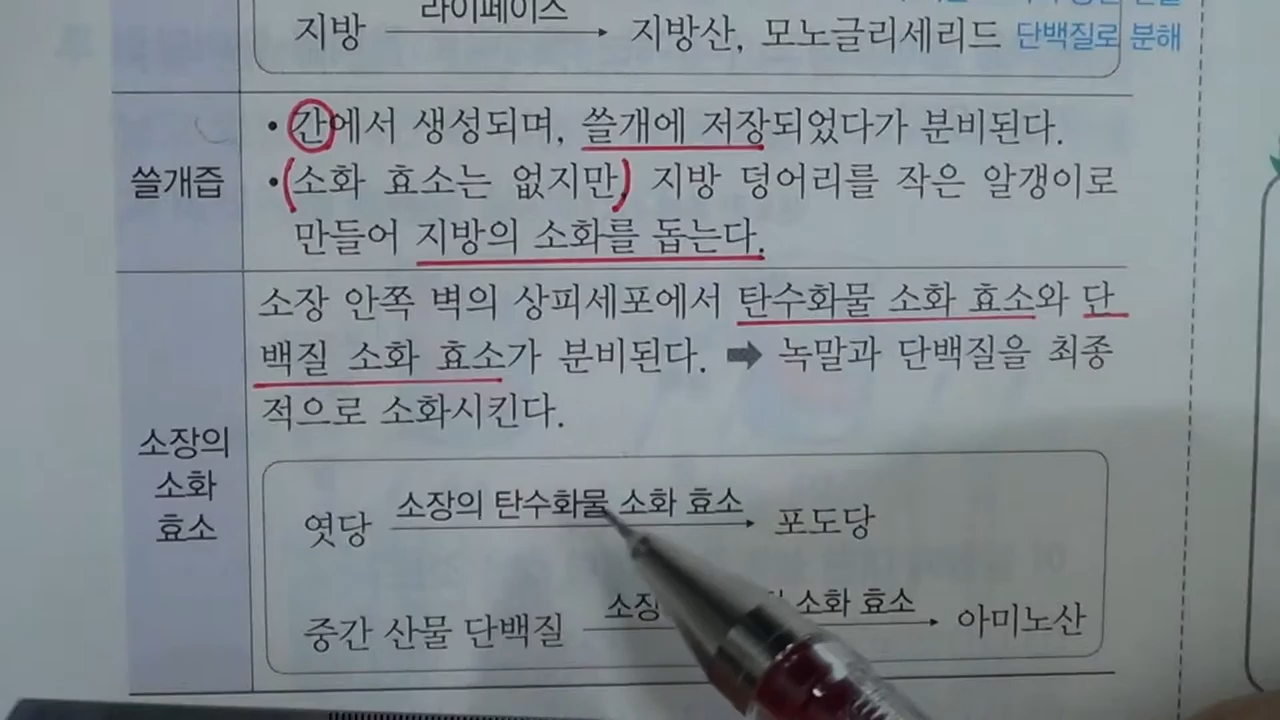 라이페이스
지방 → 지방산, 모노글리세리드 단백질로 분해
쓸개즙
• 간에서 생성되며, 쓸개에 저장되었다가 분비된다.
• 소화 효소는 없지만, 지방 덩어리를 작은 알갱이로
만들어 지방의 소화를 돕는다.
소장의
소화
효소
소장 안쪽 벽의 상피세포에서 탄수화물 소화 효소와 단
백질 소화 효소가 분비된다. ➡ 녹말과 단백질을 최종
적으로 소화시킨다.
소장의 탄수화물 소화 효소
엿당 → 포도당
소장 소화 효소
중간 산물 단백질 → 아미노산